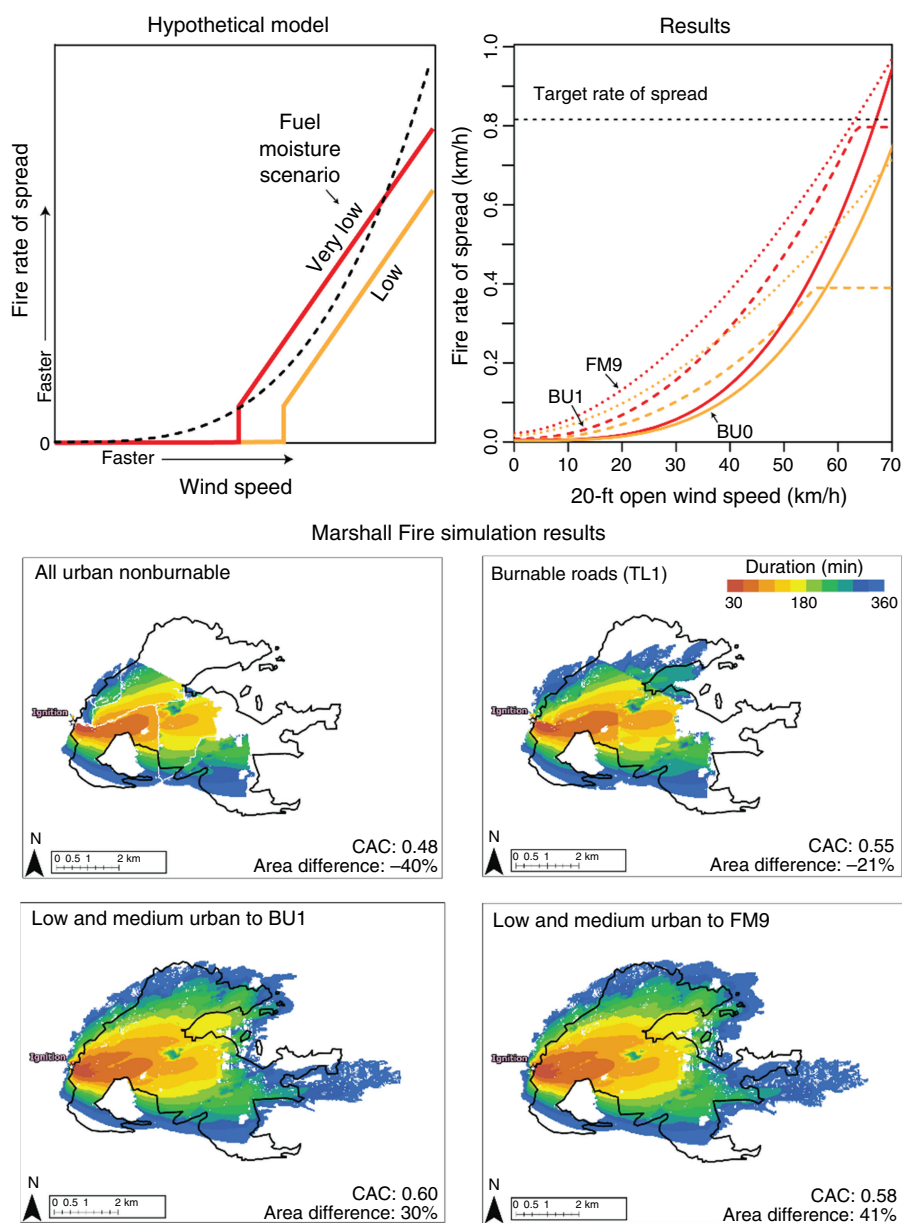 Hypothetical model
Fire rate of spread
Faster
0
Fuel
moisture
scenario
Very low
Low
Faster
Wind speed
Results
Fire rate of spread (km/h)
1.0
0.8
0.6
0.4
0.2
0.0
Target rate of spread
FM9
BU1
BU0
0 10 20 30 40 50 60 70
20-ft open wind speed (km/h)
Marshall Fire simulation results
All urban nonburnable
Ignition
N
0 0.5 1 2 km
CAC: 0.48
Area difference: –40%
Burnable roads (TL1)
Duration (min)
30 180 360
Ignition
N
0 0.5 1 2 km
CAC: 0.55
Area difference: –21%
Low and medium urban to BU1
Ignition
N
0 0.5 1 2 km
CAC: 0.60
Area difference: 30%
Low and medium urban to FM9
Ignition
N
0 0.5 1 2 km
CAC: 0.58
Area difference: 41%